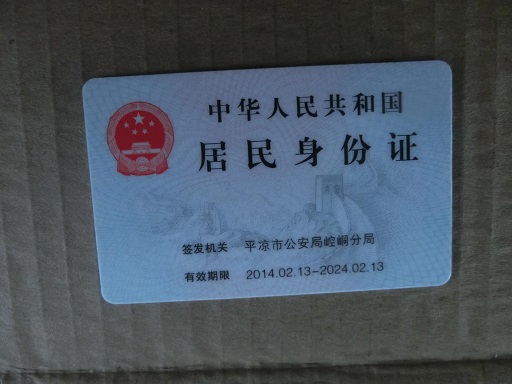 中华人民共和国
居民身份证
签发机关 平凉市公安局崆峒分局
有效期限 2014.02.13-2024.02.13